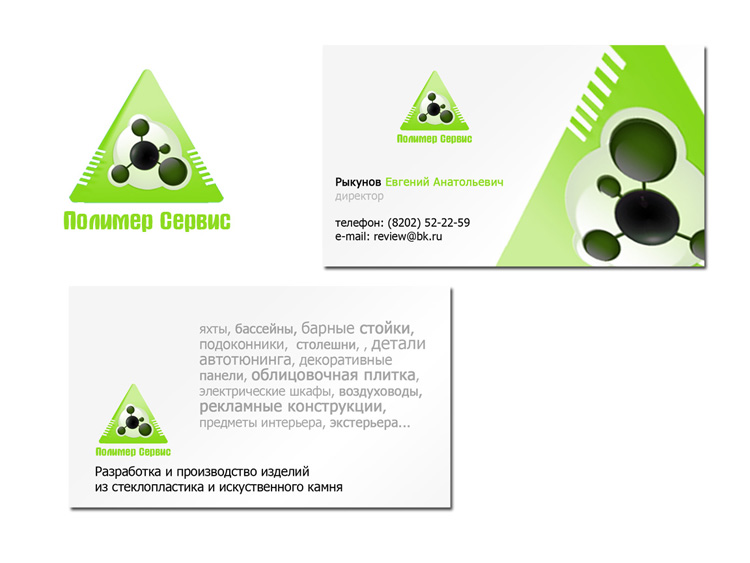 Полимер Сервис
Полимер Сервис
Рыкунов Евгений Анатольевич
директор
телефон: (8202) 52-22-59
e-mail: review@bk.ru
яхты, бассейны, барные стойки,
подоконники, столешни, , детали
автотюнинга, декоративные
панели, облицовочная плитка,
электрические шкафы, воздуховоды,
рекламные конструкции,
предметы интерьера, экстерьера...
Полимер Сервис
Разработка и производство изделий
из стеклопластика и искуственного камня